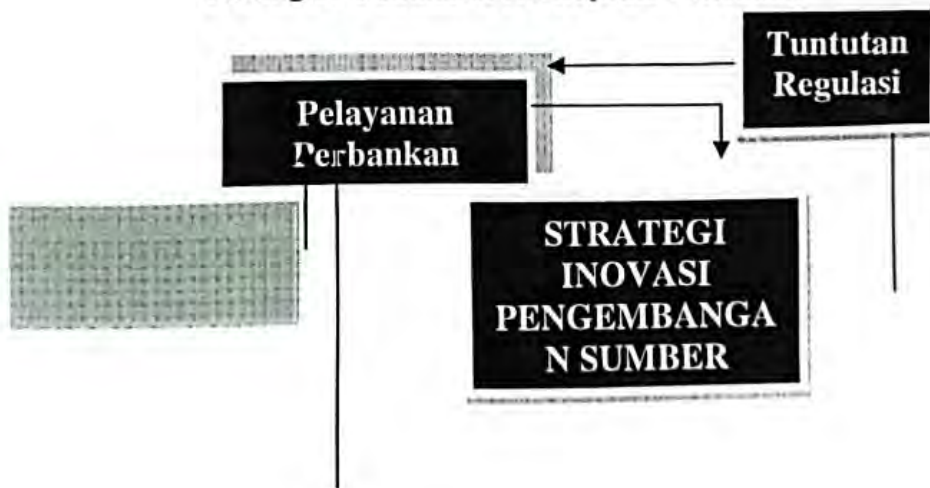 Tuntutan
Regulasi
Pelayanan
Perbankan
STRATEGI
INOVASI
PENGEMBANGA
N SUMBER